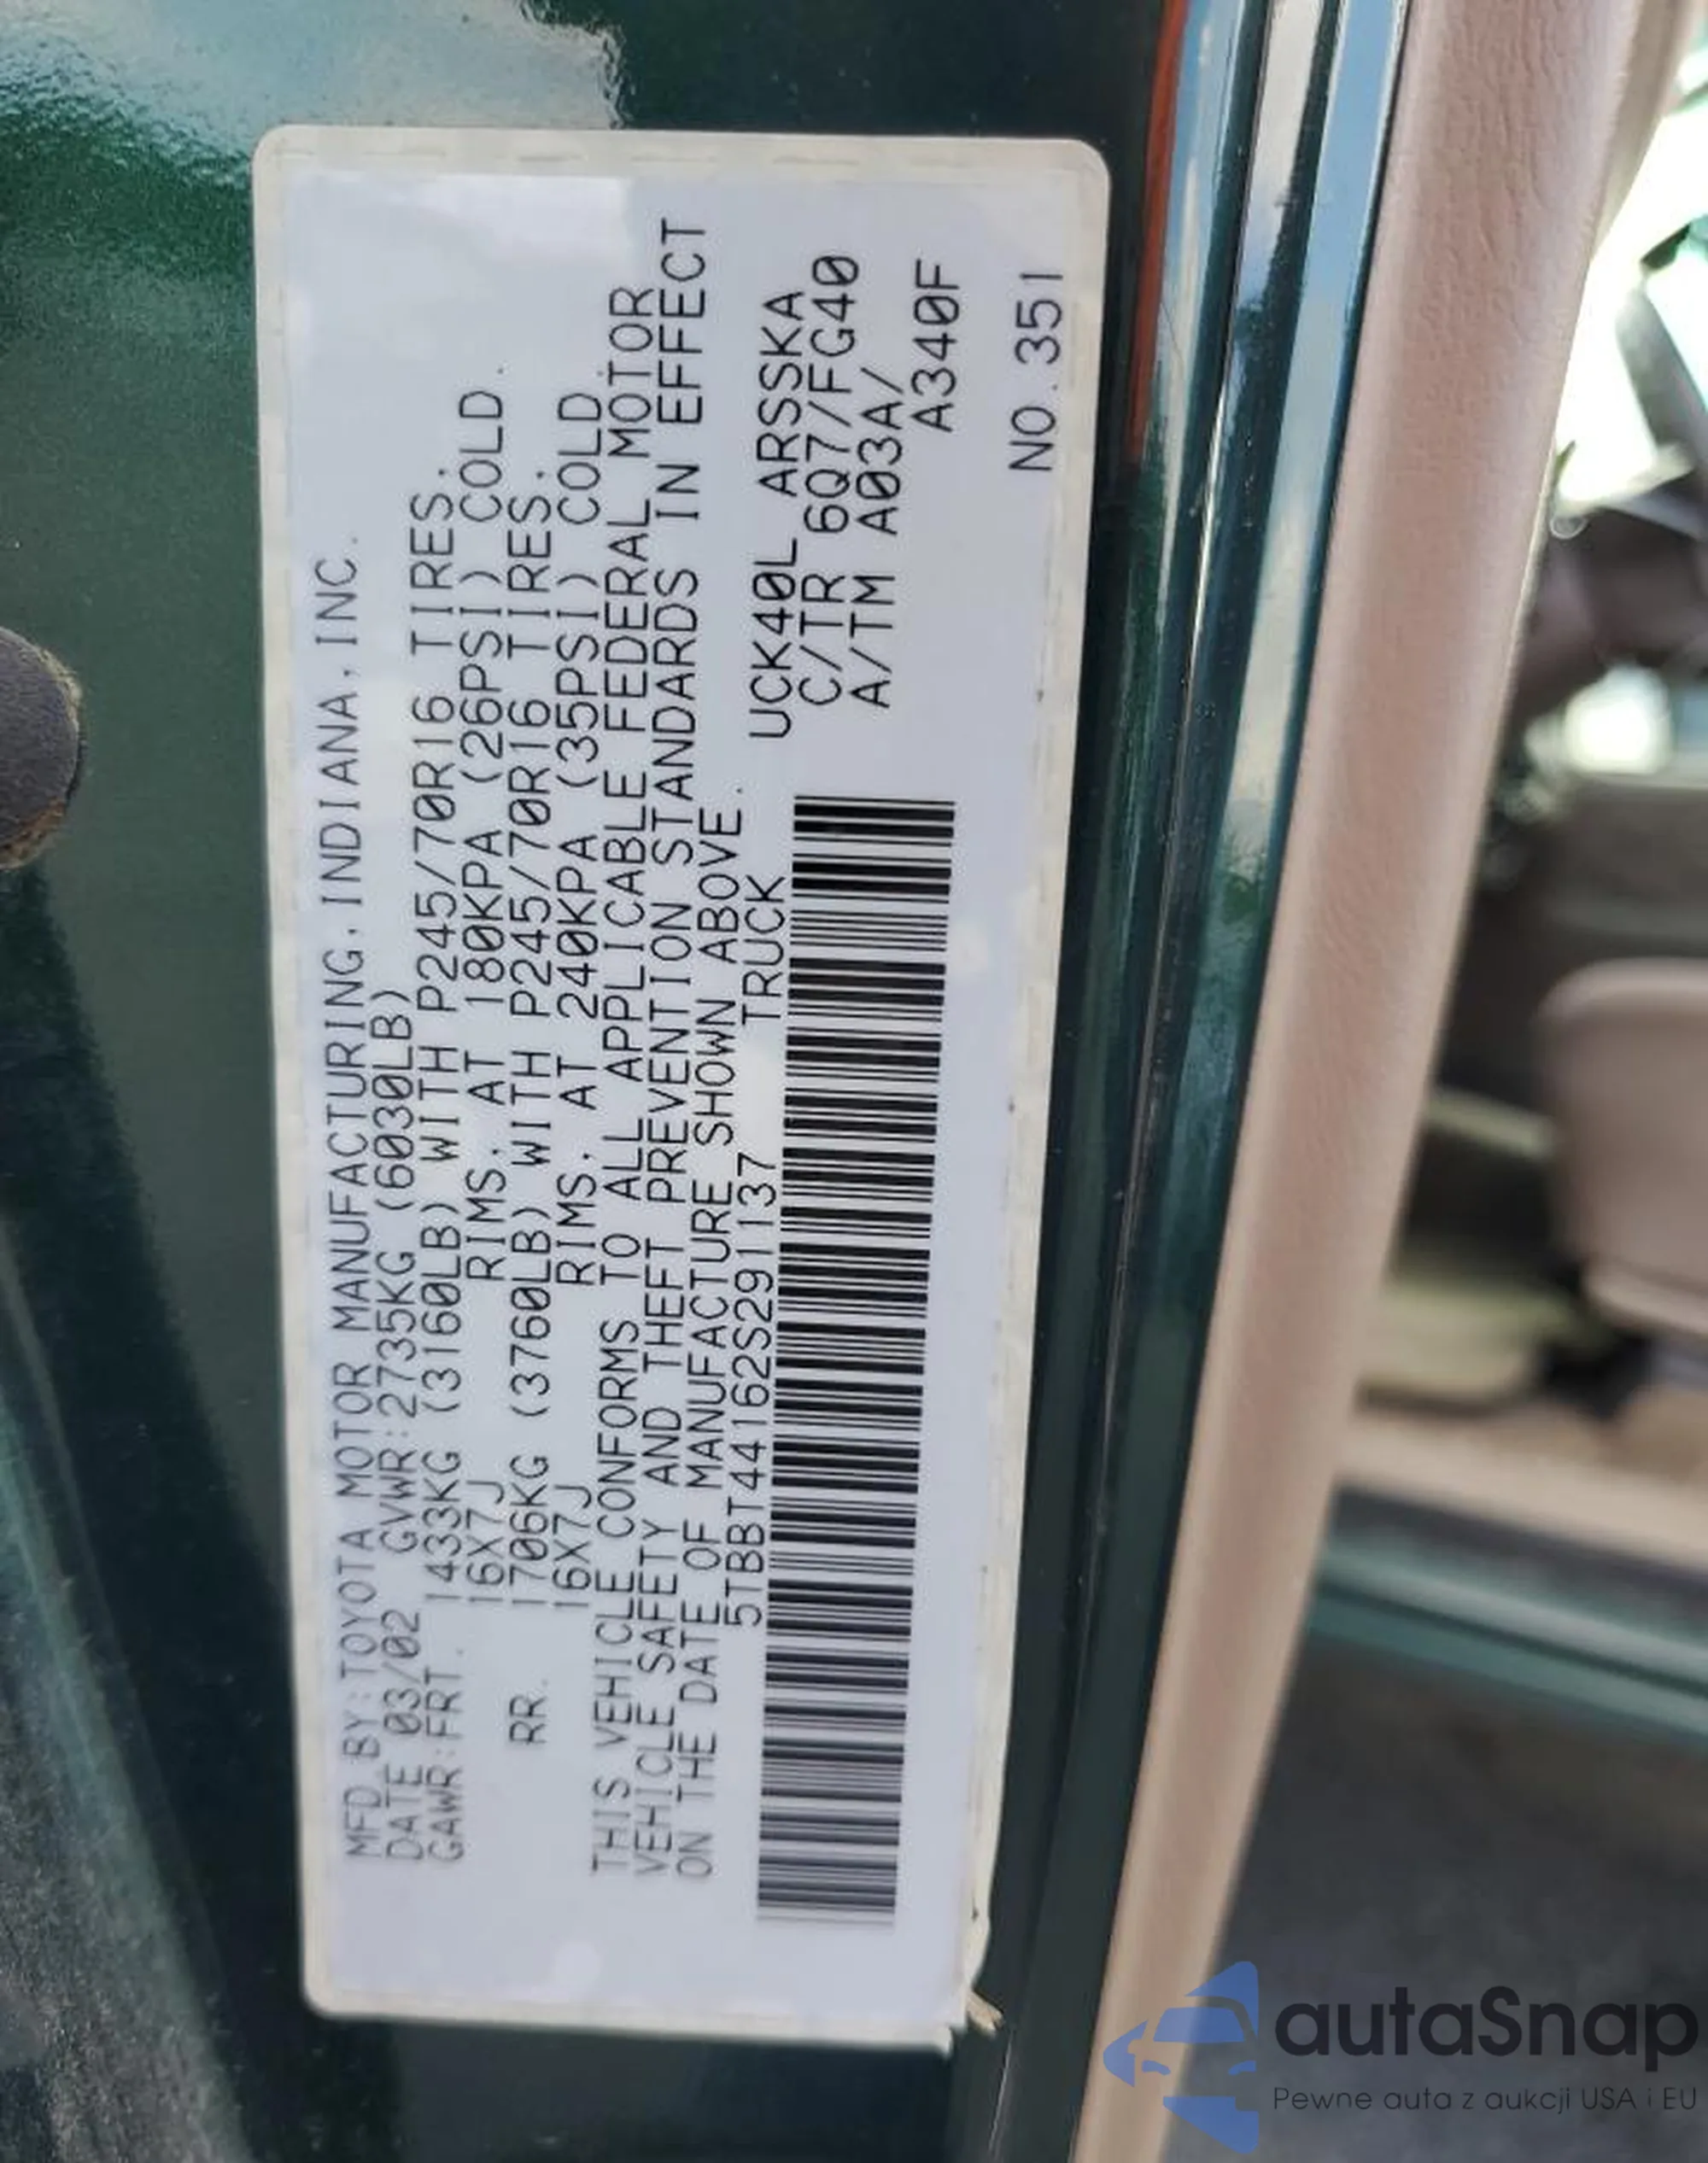 MFD BY:TOYOTA MOTOR MANUFACTURING,INDIANA,INC.
DATE 03/02 GVWR:2735KG (6030LB)
GAWR:FRT. 1433KG (3160LB) WITH P245/70R16 TIRES.
16X7J RIMS, AT 180KPA (26PSI) COLD.
RR. 1706KG (3760LB) WITH P245/70R16 TIRES.
16X7J RIMS, AT 240KPA (35PSI) COLD.
THIS VEHICLE CONFORMS TO ALL APPLICABLE FEDERAL MOTOR
VEHICLE SAFETY AND THEFT PREVENTION STANDARDS IN EFFECT
ON THE DATE OF MANUFACTURE SHOWN ABOVE.
5TBBT44162S291137 TRUCK
UCK40L ARSSKA
C/TR 6Q7/FG40
A/TM A03A/
A340F
NO.351
autaSnap
Pewne auta z aukcji USA i EU